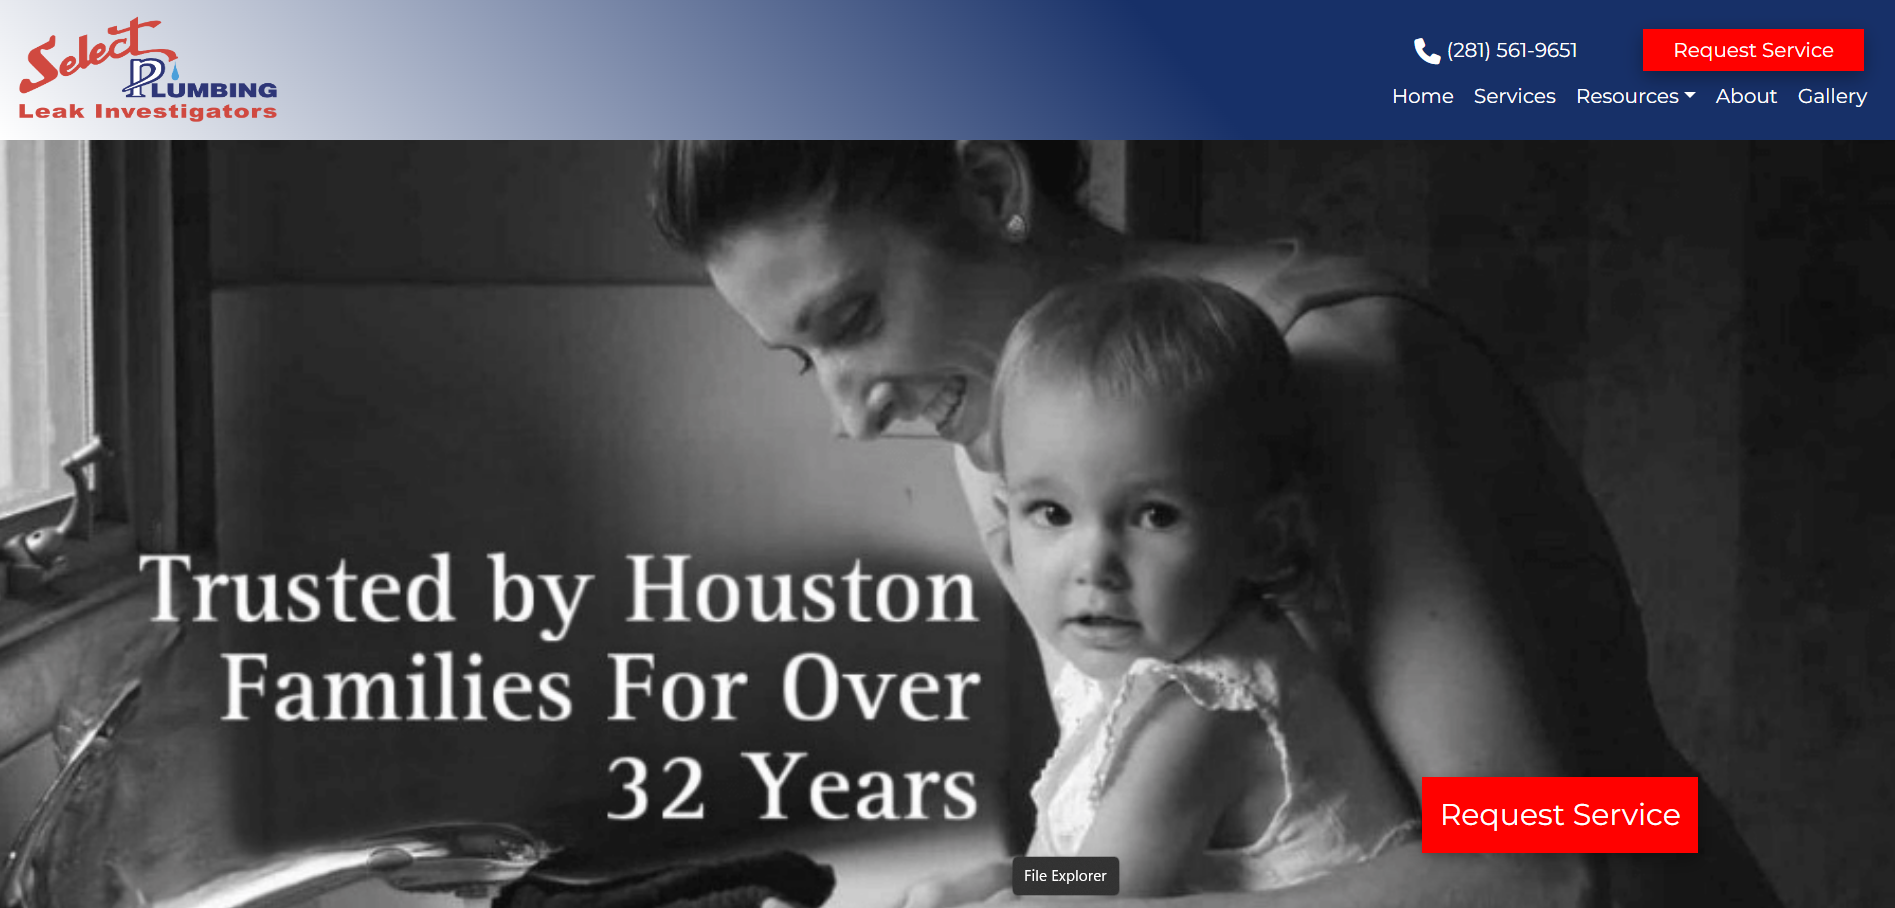 Select
PLUMBING
Leak Investigators
(281) 561-9651
Request Service
Home Services Resources About Gallery
Trusted by Houston
Families For Over
32 Years
Request Service
File Explorer